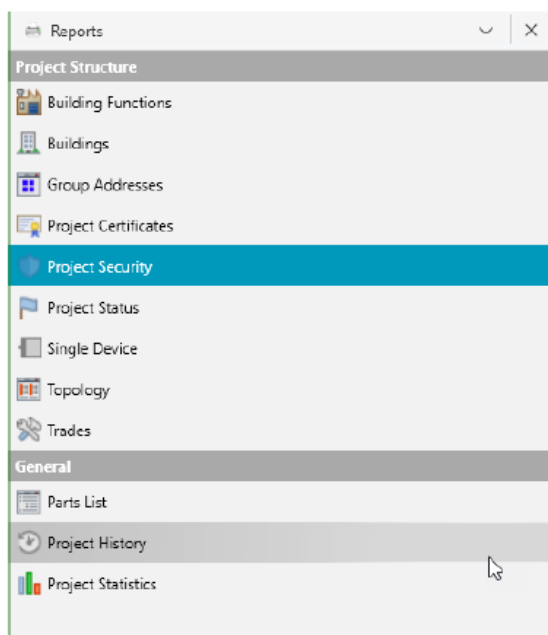 Reports
Project Structure
Building Functions
Buildings
Group Addresses
Project Certificates
Project Security
Project Status
Single Device
Topology
Trades
General
Parts List
Project History
Project Statistics